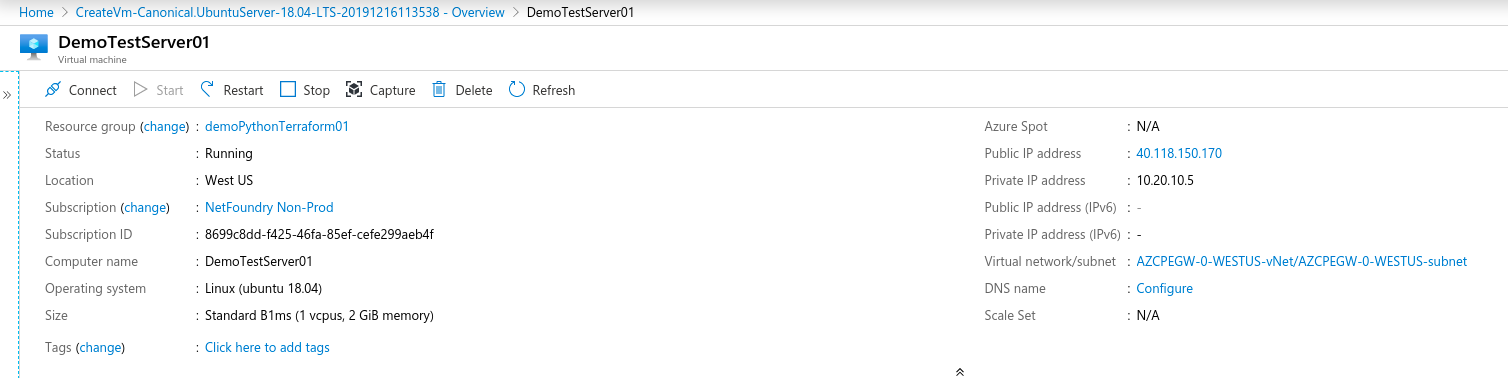 Home > CreateVm-Canonical.UbuntuServer-18.04-LTS-20191216113538 - Overview > DemoTestServer01
DemoTestServer01
Virtual machine
» Connect Start Restart Stop Capture Delete Refresh
Resource group (change) : demoPythonTerraform01
Status : Running
Location : West US
Subscription (change) : NetFoundry Non-Prod
Subscription ID : 8699c8dd-f425-46fa-85ef-cefe299aeb4f
Computer name : DemoTestServer01
Operating system : Linux (ubuntu 18.04)
Size : Standard B1ms (1 vcpus, 2 GiB memory)
Tags (change) : Click here to add tags
Azure Spot : N/A
Public IP address : 40.118.150.170
Private IP address : 10.20.10.5
Public IP address (IPv6) : -
Private IP address (IPv6) : -
Virtual network/subnet : AZCPEGW-0-WESTUS-vNet/AZCPEGW-0-WESTUS-subnet
DNS name : Configure
Scale Set : N/A